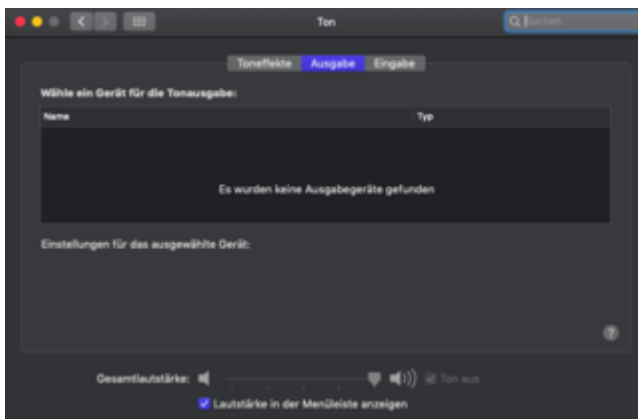 Ton
Suchen
Toneffekte Ausgabe Eingabe
Wähle ein Gerät für die Tonausgabe:
Name Typ
Es wurden keine Ausgabegeräte gefunden
Einstellungen für das ausgewählte Gerät:
?
Gesamtlautstärke: Ton aus
Lautstärke in der Menüleiste anzeigen